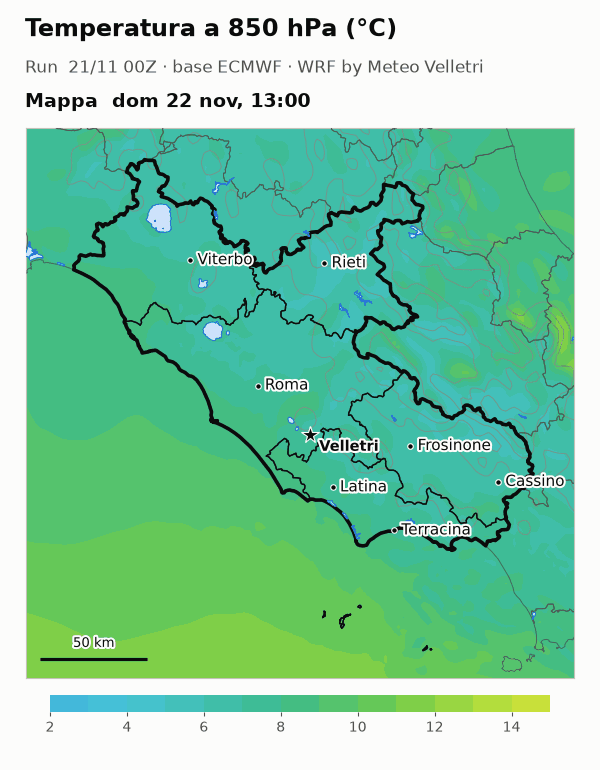 Temperatura a 850 hPa (°C)
Run 21/11 00Z · base ECMWF · WRF by Meteo Velletri
Mappa dom 22 nov, 13:00
Viterbo
Rieti
Roma
Velletri
Frosinone
Latina
Cassino
Terracina
50 km
2 4 6 8 10 12 14